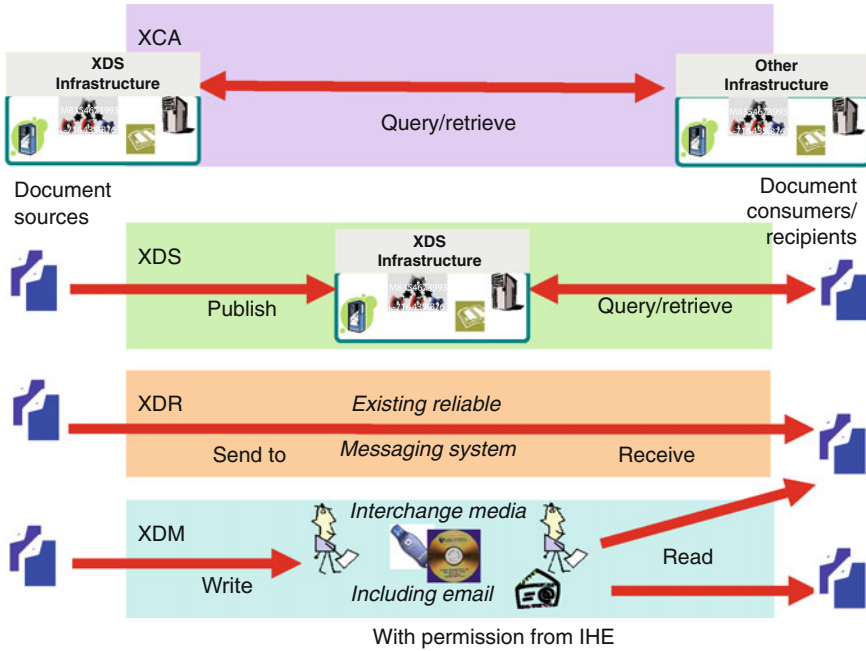 XCA
XDS
Infrastructure
Other
Infrastructure
Query/retrieve
Document
sources
Document
consumers/
recipients
XDS
XDS
Infrastructure
Publish
Query/retrieve
XDR
Existing reliable
Send to
Messaging system
Receive
XDM
Interchange media
Write
Including email
Read
With permission from IHE